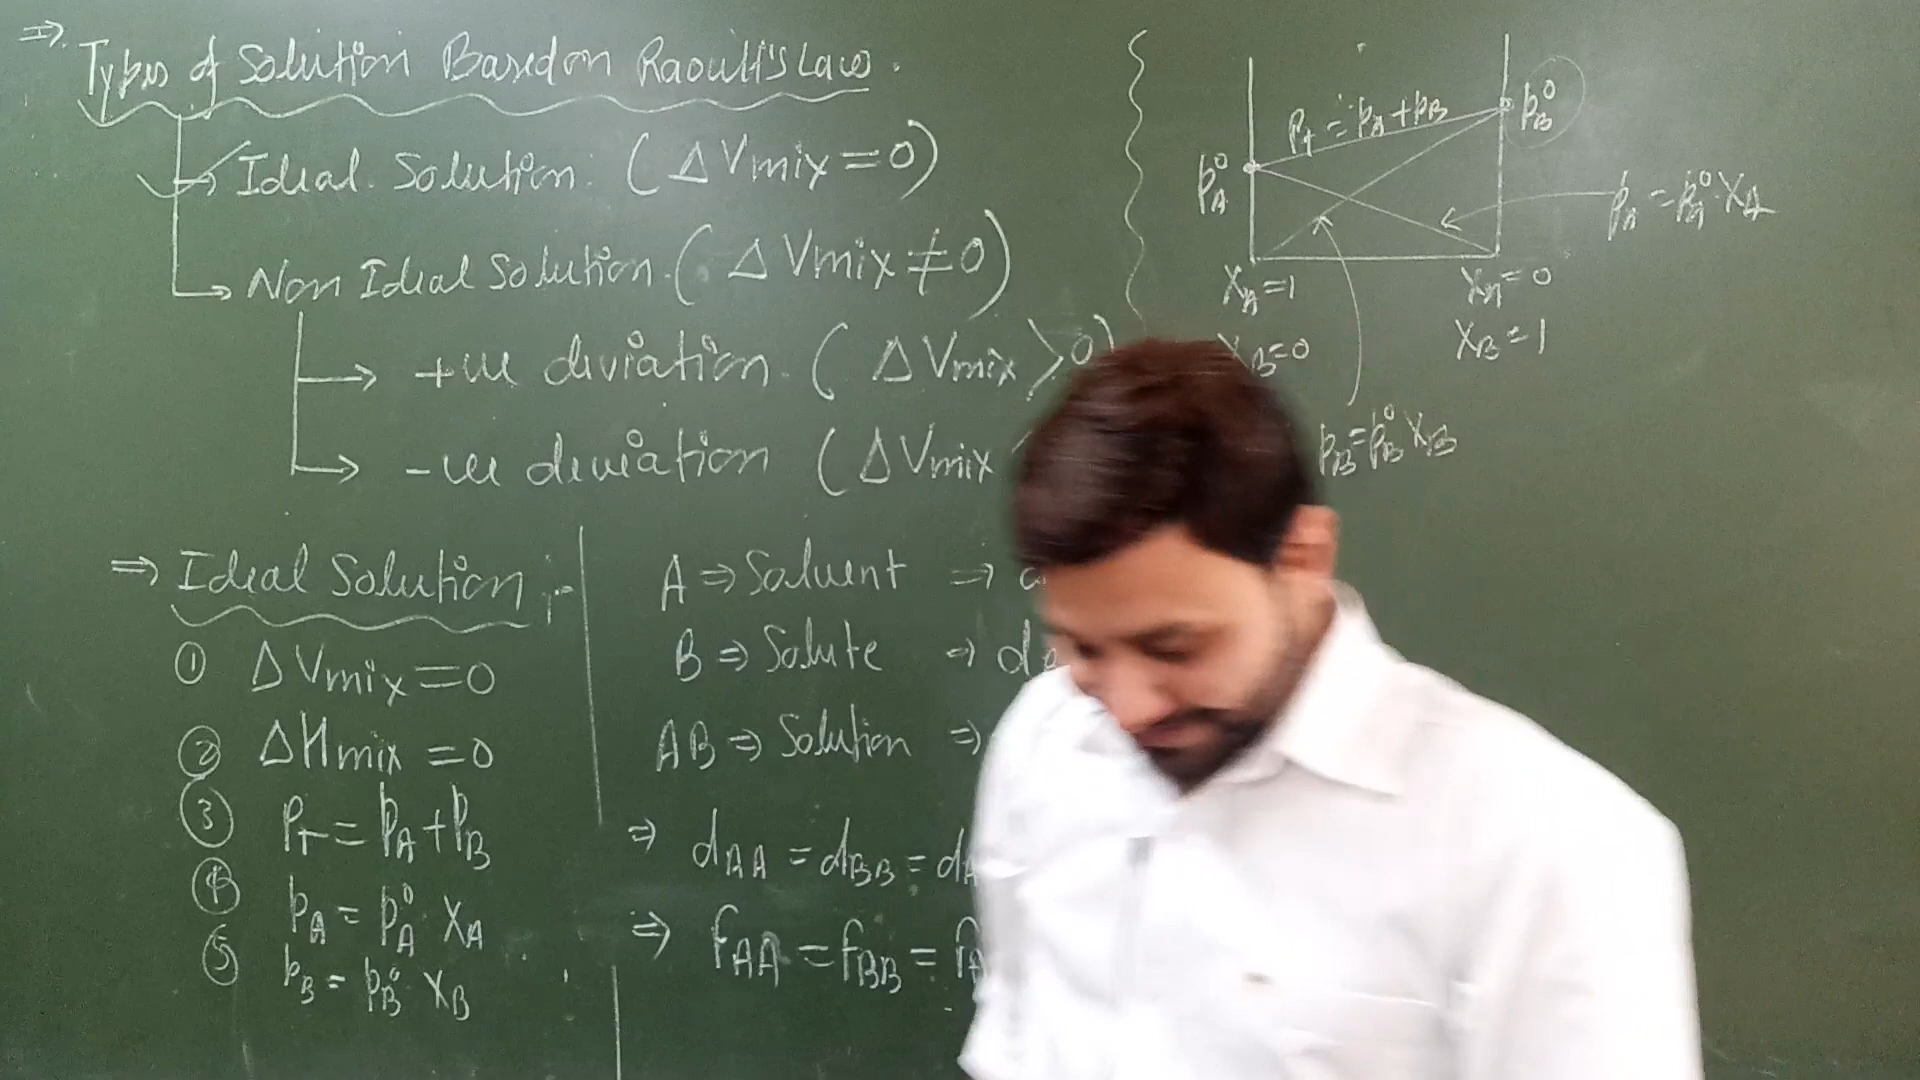 ⇒ Types of Solution Based on Raoult's Law.
→ Ideal Solution. (ΔVmix=0)
→ Non Ideal Solution. (ΔVmix≠0)
→ +ve deviation. (ΔVmix>0)
→ -ve deviation (ΔVmix
⇒ Ideal Solution :-
① ΔVmix=0
② ΔHmix=0
③ PT=pA+pB
④ pA=p°A XA
⑤ pB=p°B XB
A ⇒ Solvent ⇒
B ⇒ Solute ⇒
AB ⇒ Solution ⇒
⇒ dAA = dBB =
⇒ FAA = FBB =
PT = pA+pB
p°B
p°A
pA = p°A·XA
XA=1
XA=0
XB=0
XB=1
pB=p°B XB